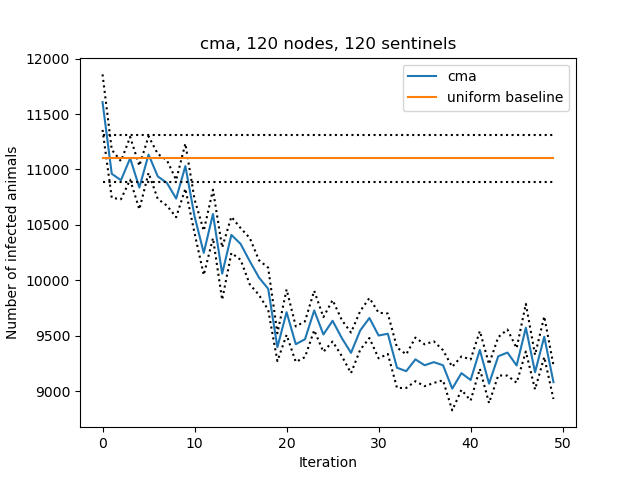 cma, 120 nodes, 120 sentinels
cma
uniform baseline
Number of infected animals
12000
11500
11000
10500
10000
9500
9000
0 10 20 30 40 50
Iteration